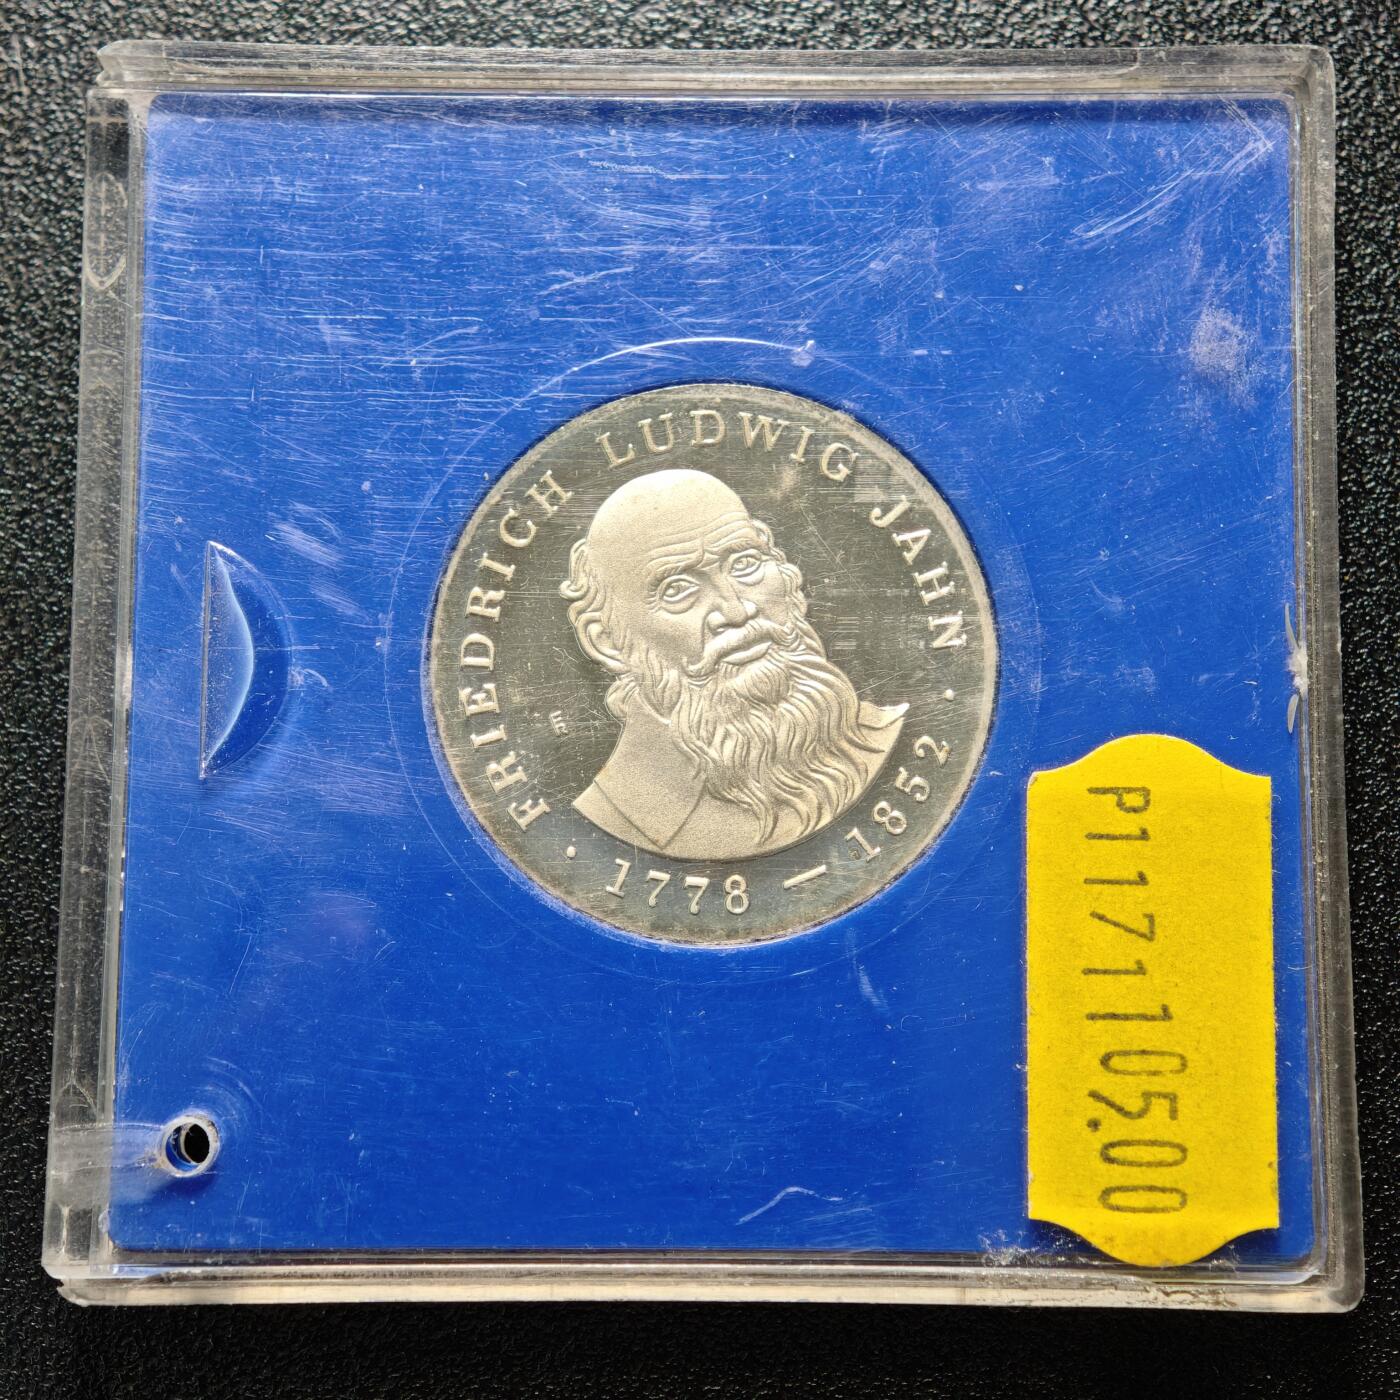 FRIEDRICH LUDWIG JAHN
· 1778 — 1852 ·
P1171105.00